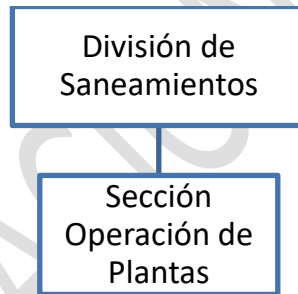 División de
Saneamientos
Sección
Operación de
Plantas